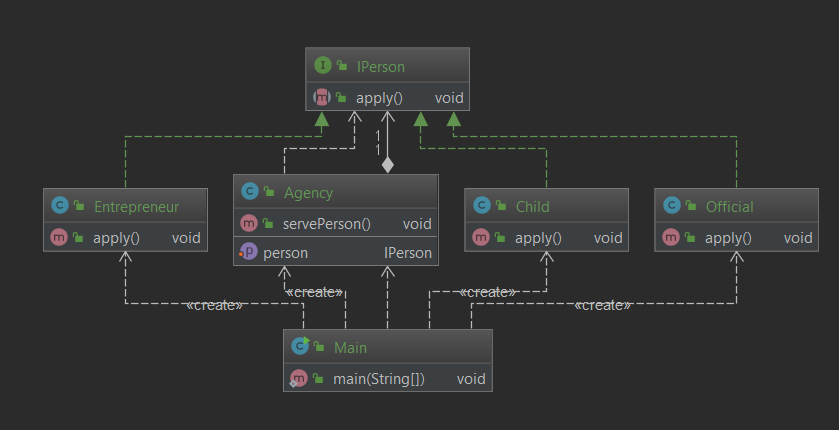 IPerson
apply() void
1
1
Entrepreneur
apply() void
Agency
servePerson() void
person IPerson
Child
apply() void
Official
apply() void
«create»
«create»
«create»
«create»
Main
main(String[]) void